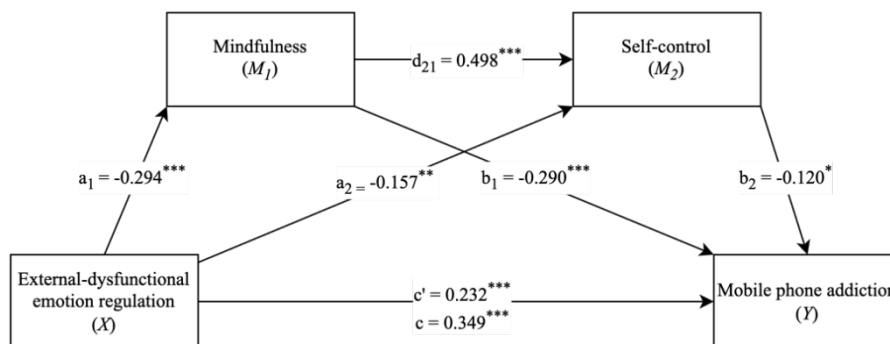 Mindfulness
(M1)
d21 = 0.498***
Self-control
(M2)
a1 = -0.294***
a2 = -0.157**
b1 = -0.290***
b2 = -0.120*
External-dysfunctional
emotion regulation
(X)
c' = 0.232***
c = 0.349***
Mobile phone addiction
(Y)